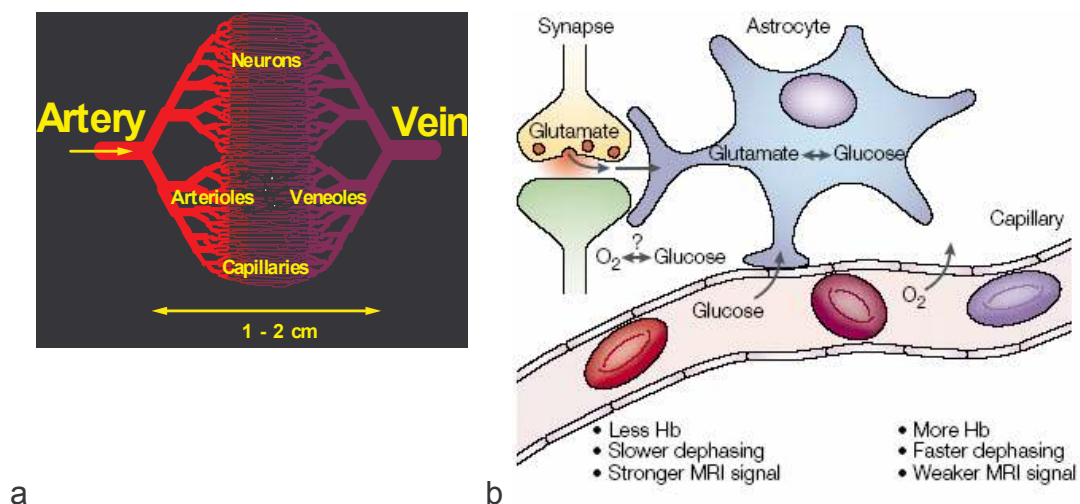 Neurons
Artery
Vein
Arterioles
Veneoles
Capillaries
1 - 2 cm
a
Synapse
Astrocyte
Glutamate
Glutamate
Glucose
?
O2
Glucose
Capillary
Glucose
O2
• Less Hb
• Slower dephasing
• Stronger MRI signal
• More Hb
• Faster dephasing
• Weaker MRI signal
b